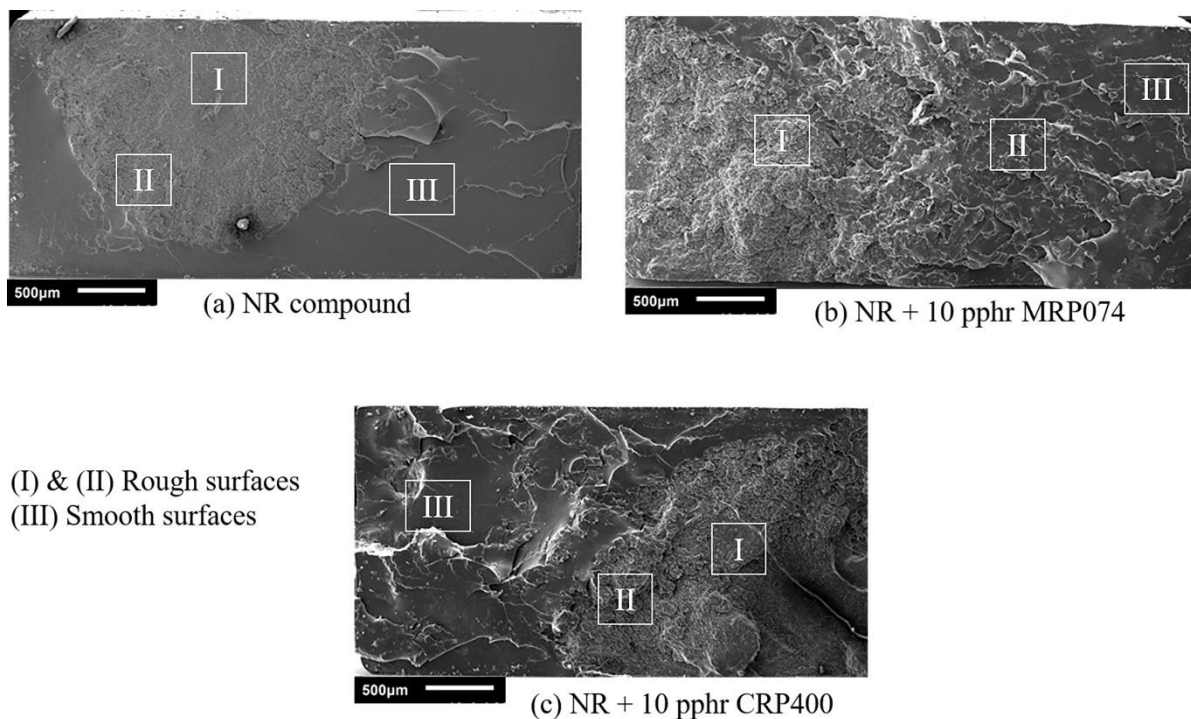 I
II
III
500µm
(a) NR compound
I
II
III
500µm
(b) NR + 10 pphr MRP074
(I) & (II) Rough surfaces
(III) Smooth surfaces
III
I
II
500µm
(c) NR + 10 pphr CRP400